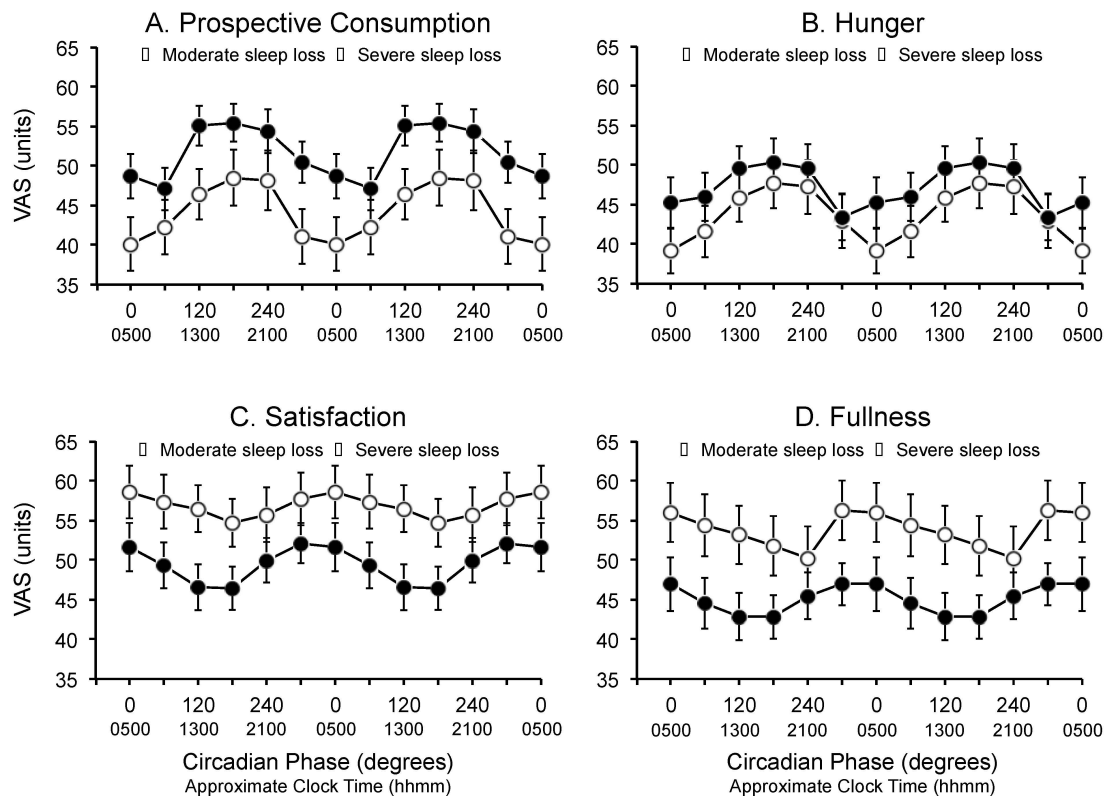 A. Prospective Consumption
▯ Moderate sleep loss ▯ Severe sleep loss
VAS (units)
65
60
55
50
45
40
35
0 120 240 0 120 240 0
0500 1300 2100 0500 1300 2100 0500
B. Hunger
▯ Moderate sleep loss ▯ Severe sleep loss
65
60
55
50
45
40
35
0 120 240 0 120 240 0
0500 1300 2100 0500 1300 2100 0500
C. Satisfaction
▯ Moderate sleep loss ▯ Severe sleep loss
VAS (units)
65
60
55
50
45
40
35
0 120 240 0 120 240 0
0500 1300 2100 0500 1300 2100 0500
Circadian Phase (degrees)
Approximate Clock Time (hhmm)
D. Fullness
▯ Moderate sleep loss ▯ Severe sleep loss
65
60
55
50
45
40
35
0 120 240 0 120 240 0
0500 1300 2100 0500 1300 2100 0500
Circadian Phase (degrees)
Approximate Clock Time (hhmm)